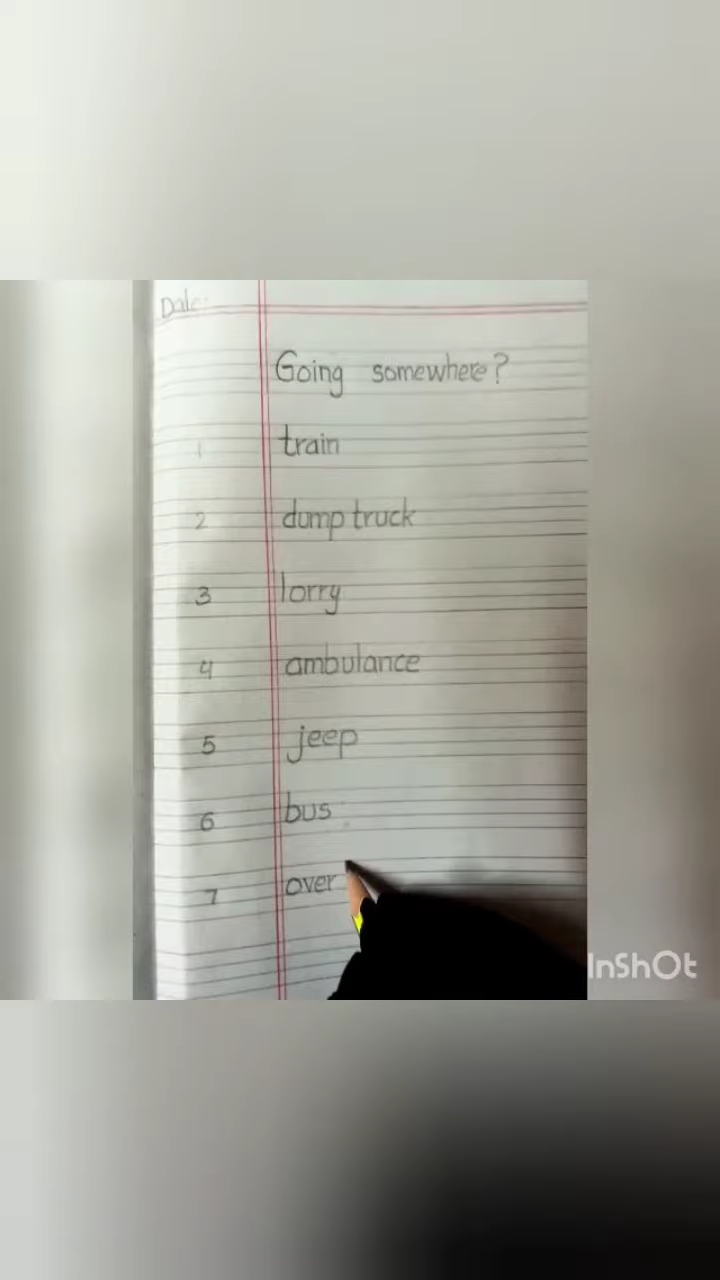 Date:
Going somewhere?
1 train
2 dump truck
3 lorry
4 ambulance
5 jeep
6 bus
7 over
InShOt